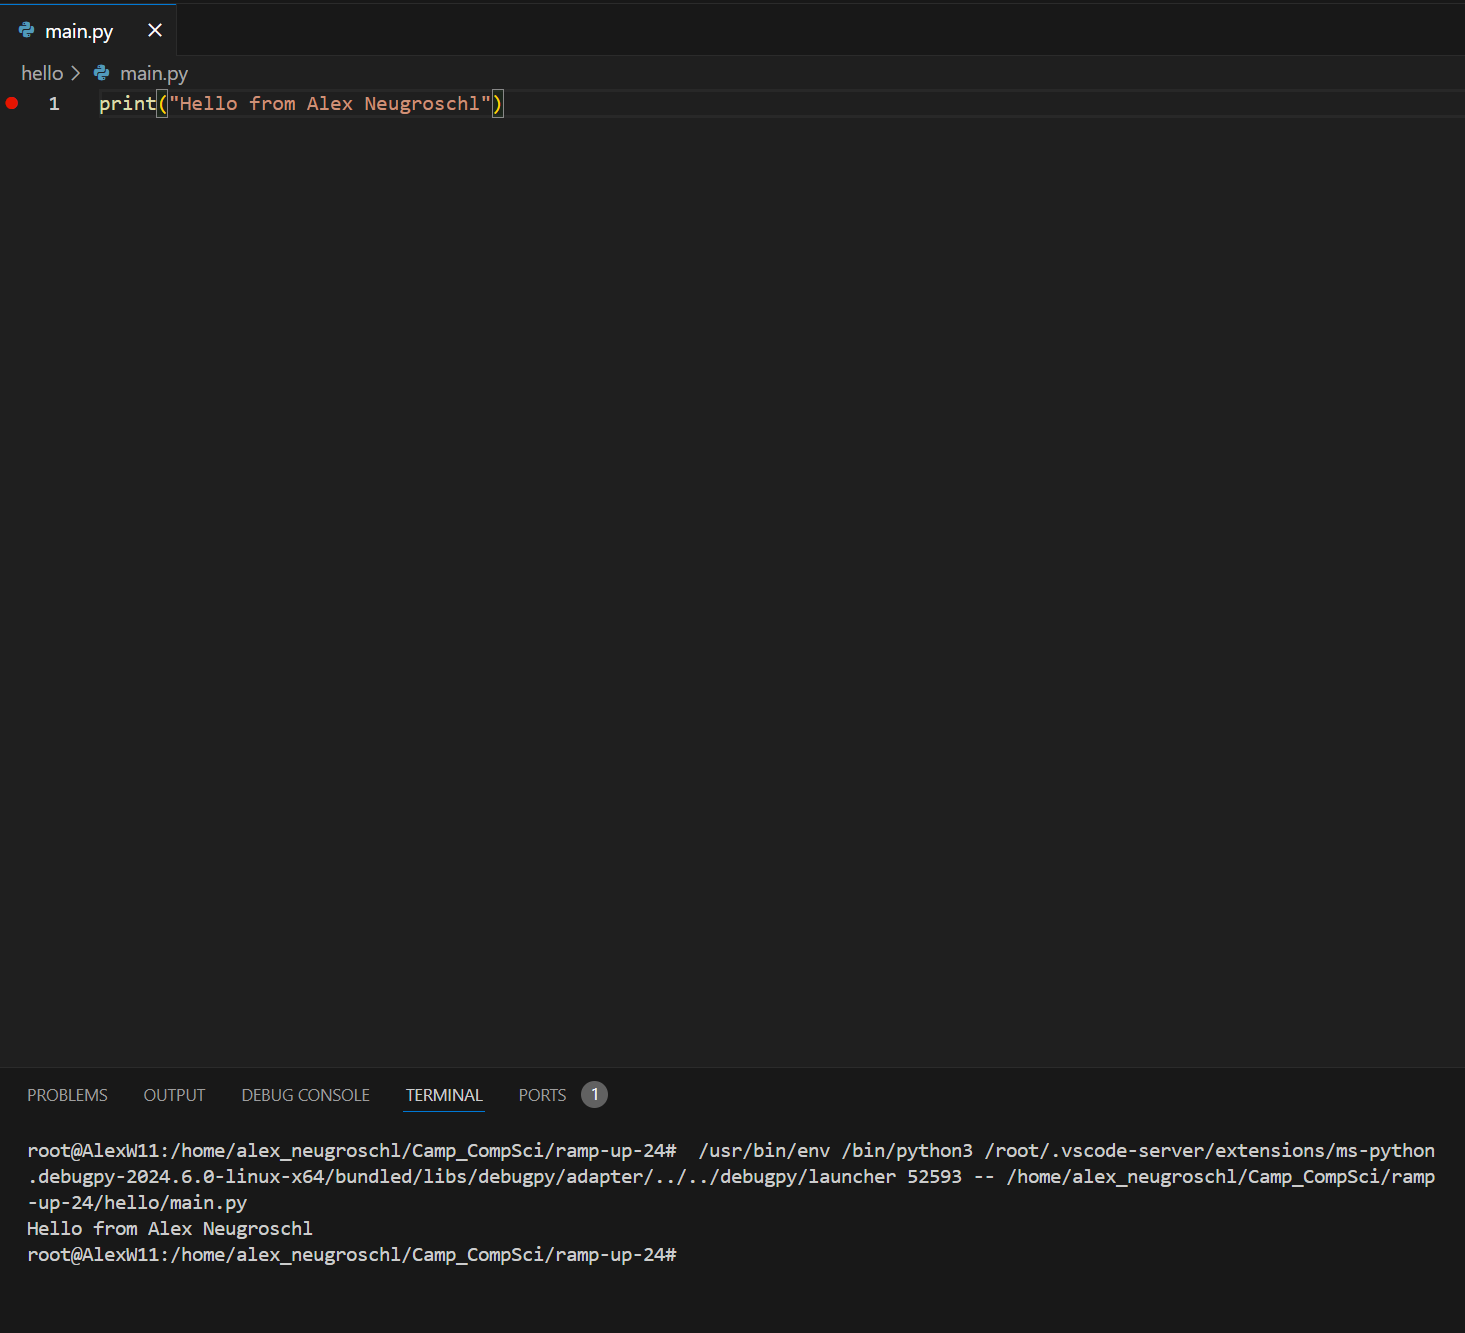 main.py
hello > main.py
1 print("Hello from Alex Neugroschl")
PROBLEMS OUTPUT DEBUG CONSOLE TERMINAL PORTS 1
root@AlexW11:/home/alex_neugroschl/Camp_CompSci/ramp-up-24#  /usr/bin/env /bin/python3 /root/.vscode-server/extensions/ms-python
.debugpy-2024.6.0-linux-x64/bundled/libs/debugpy/adapter/../../debugpy/launcher 52593 -- /home/alex_neugroschl/Camp_CompSci/ramp
-up-24/hello/main.py
Hello from Alex Neugroschl
root@AlexW11:/home/alex_neugroschl/Camp_CompSci/ramp-up-24#